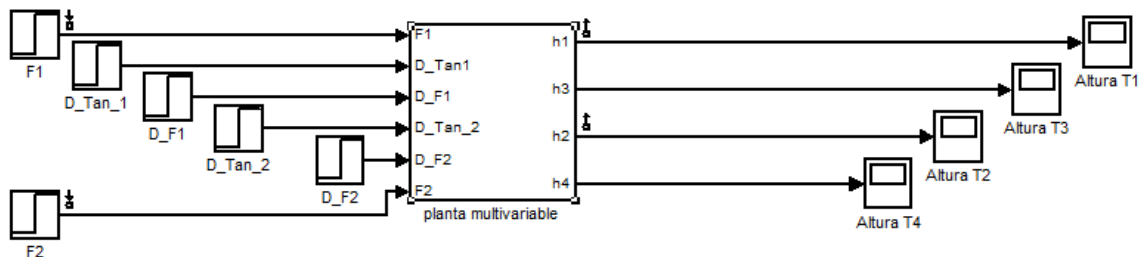 F1
D_Tan_1
D_F1
D_Tan_2
D_F2
F2
F1
D_Tan1
D_F1
D_Tan_2
D_F2
F2
h1
h3
h2
h4
planta multivariable
Altura T1
Altura T3
Altura T2
Altura T4